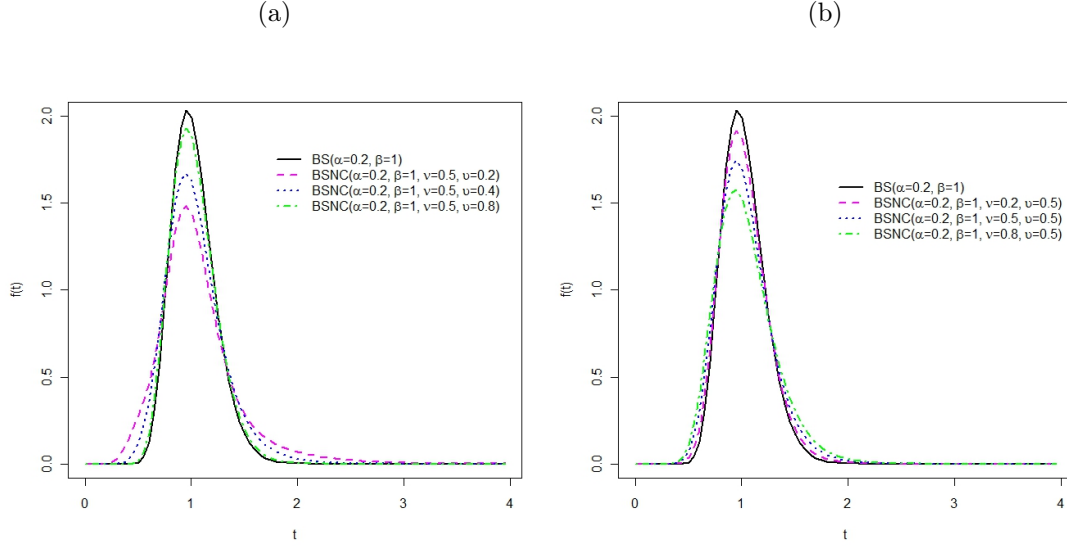 (a)
f(t)
2.0
1.5
1.0
0.5
0.0
BS(α=0.2, β=1)
BSNC(α=0.2, β=1, ν=0.5, υ=0.2)
BSNC(α=0.2, β=1, ν=0.5, υ=0.4)
BSNC(α=0.2, β=1, ν=0.5, υ=0.8)
0 1 2 3 4
t
(b)
f(t)
2.0
1.5
1.0
0.5
0.0
BS(α=0.2, β=1)
BSNC(α=0.2, β=1, ν=0.2, υ=0.5)
BSNC(α=0.2, β=1, ν=0.5, υ=0.5)
BSNC(α=0.2, β=1, ν=0.8, υ=0.5)
0 1 2 3 4
t